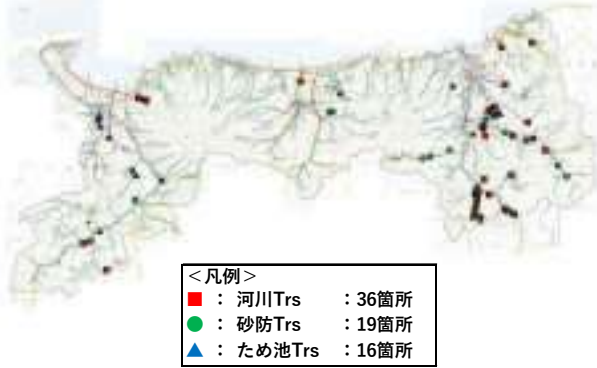 ＜凡例＞
■ ： 河川Trs ：36箇所
● ： 砂防Trs ：19箇所
▲ ： ため池Trs ：16箇所